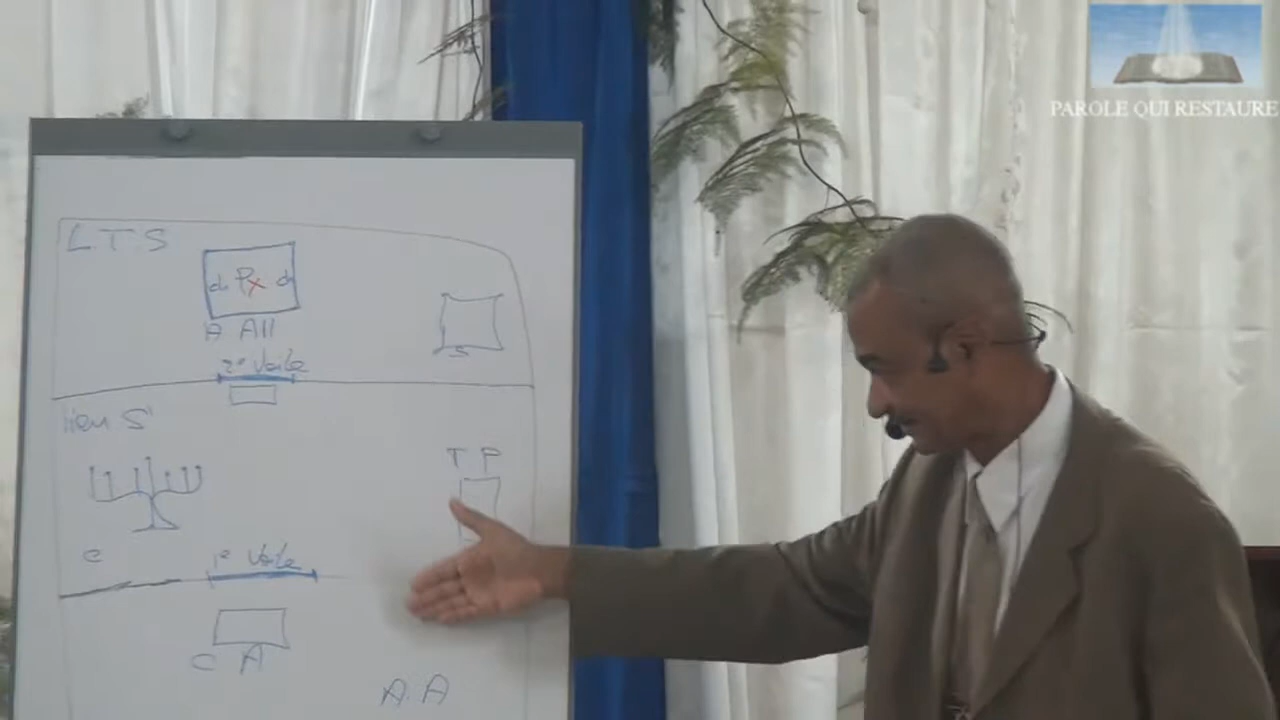 PAROLE QUI RESTAURE
L T S
A All
S
2e Voile
lieu S
T P
C
1e Voile
C A
A.A